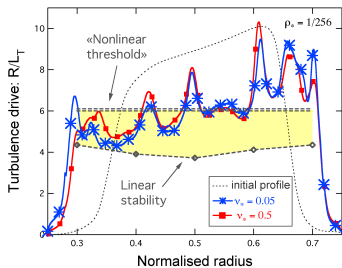 ρ* = 1/256
«Nonlinear
threshold»
Linear
stability
initial profile
ν* = 0.05
ν* = 0.5
Turbulence drive: R/L_T
10
8
6
4
2
0
0.3
0.4
0.5
0.6
0.7
Normalised radius